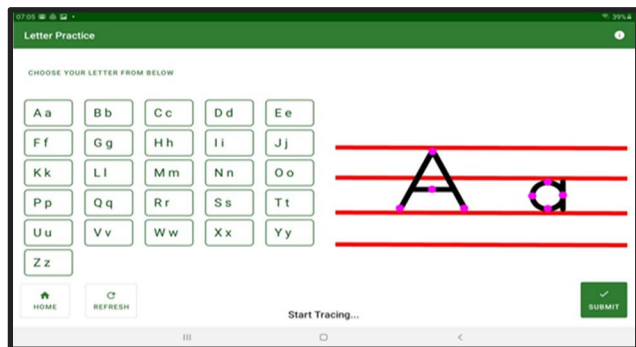 07:05
39%
Letter Practice
CHOOSE YOUR LETTER FROM BELOW
A a B b C c D d E e
F f G g H h I i J j
K k L l M m N n O o
P p Q q R r S s T t
U u V v W w X x Y y
Z z
A a
HOME REFRESH Start Tracing... SUBMIT